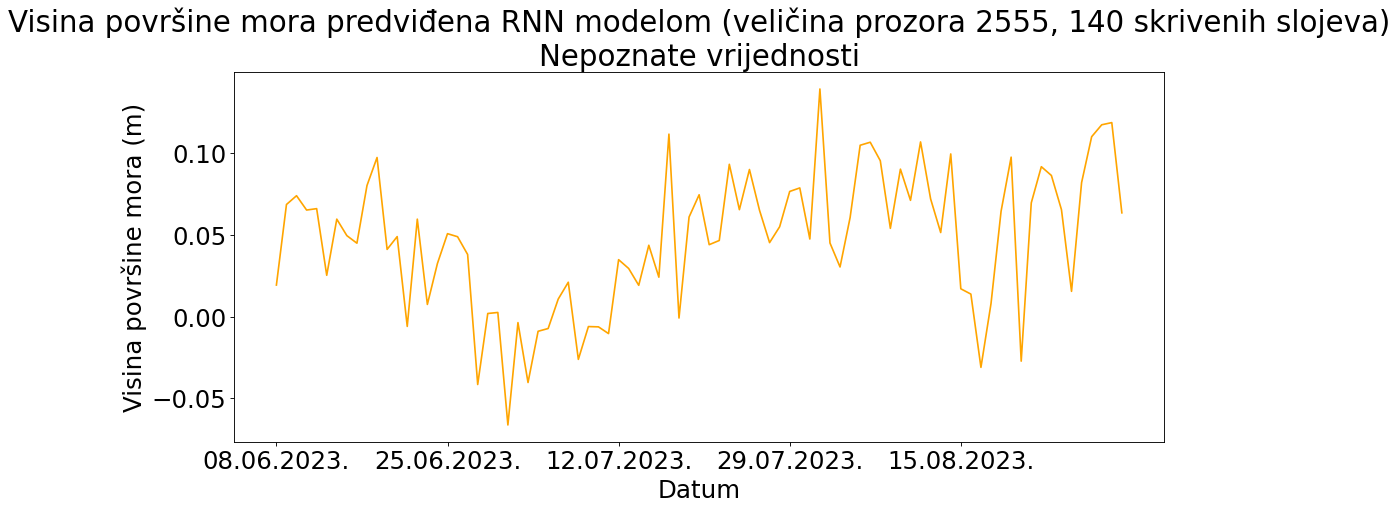 Visina površine mora predviđena RNN modelom (veličina prozora 2555, 140 skrivenih slojeva)
Nepoznate vrijednosti
Visina površine mora (m)
0.10
0.05
0.00
−0.05
08.06.2023. 25.06.2023. 12.07.2023. 29.07.2023. 15.08.2023.
Datum